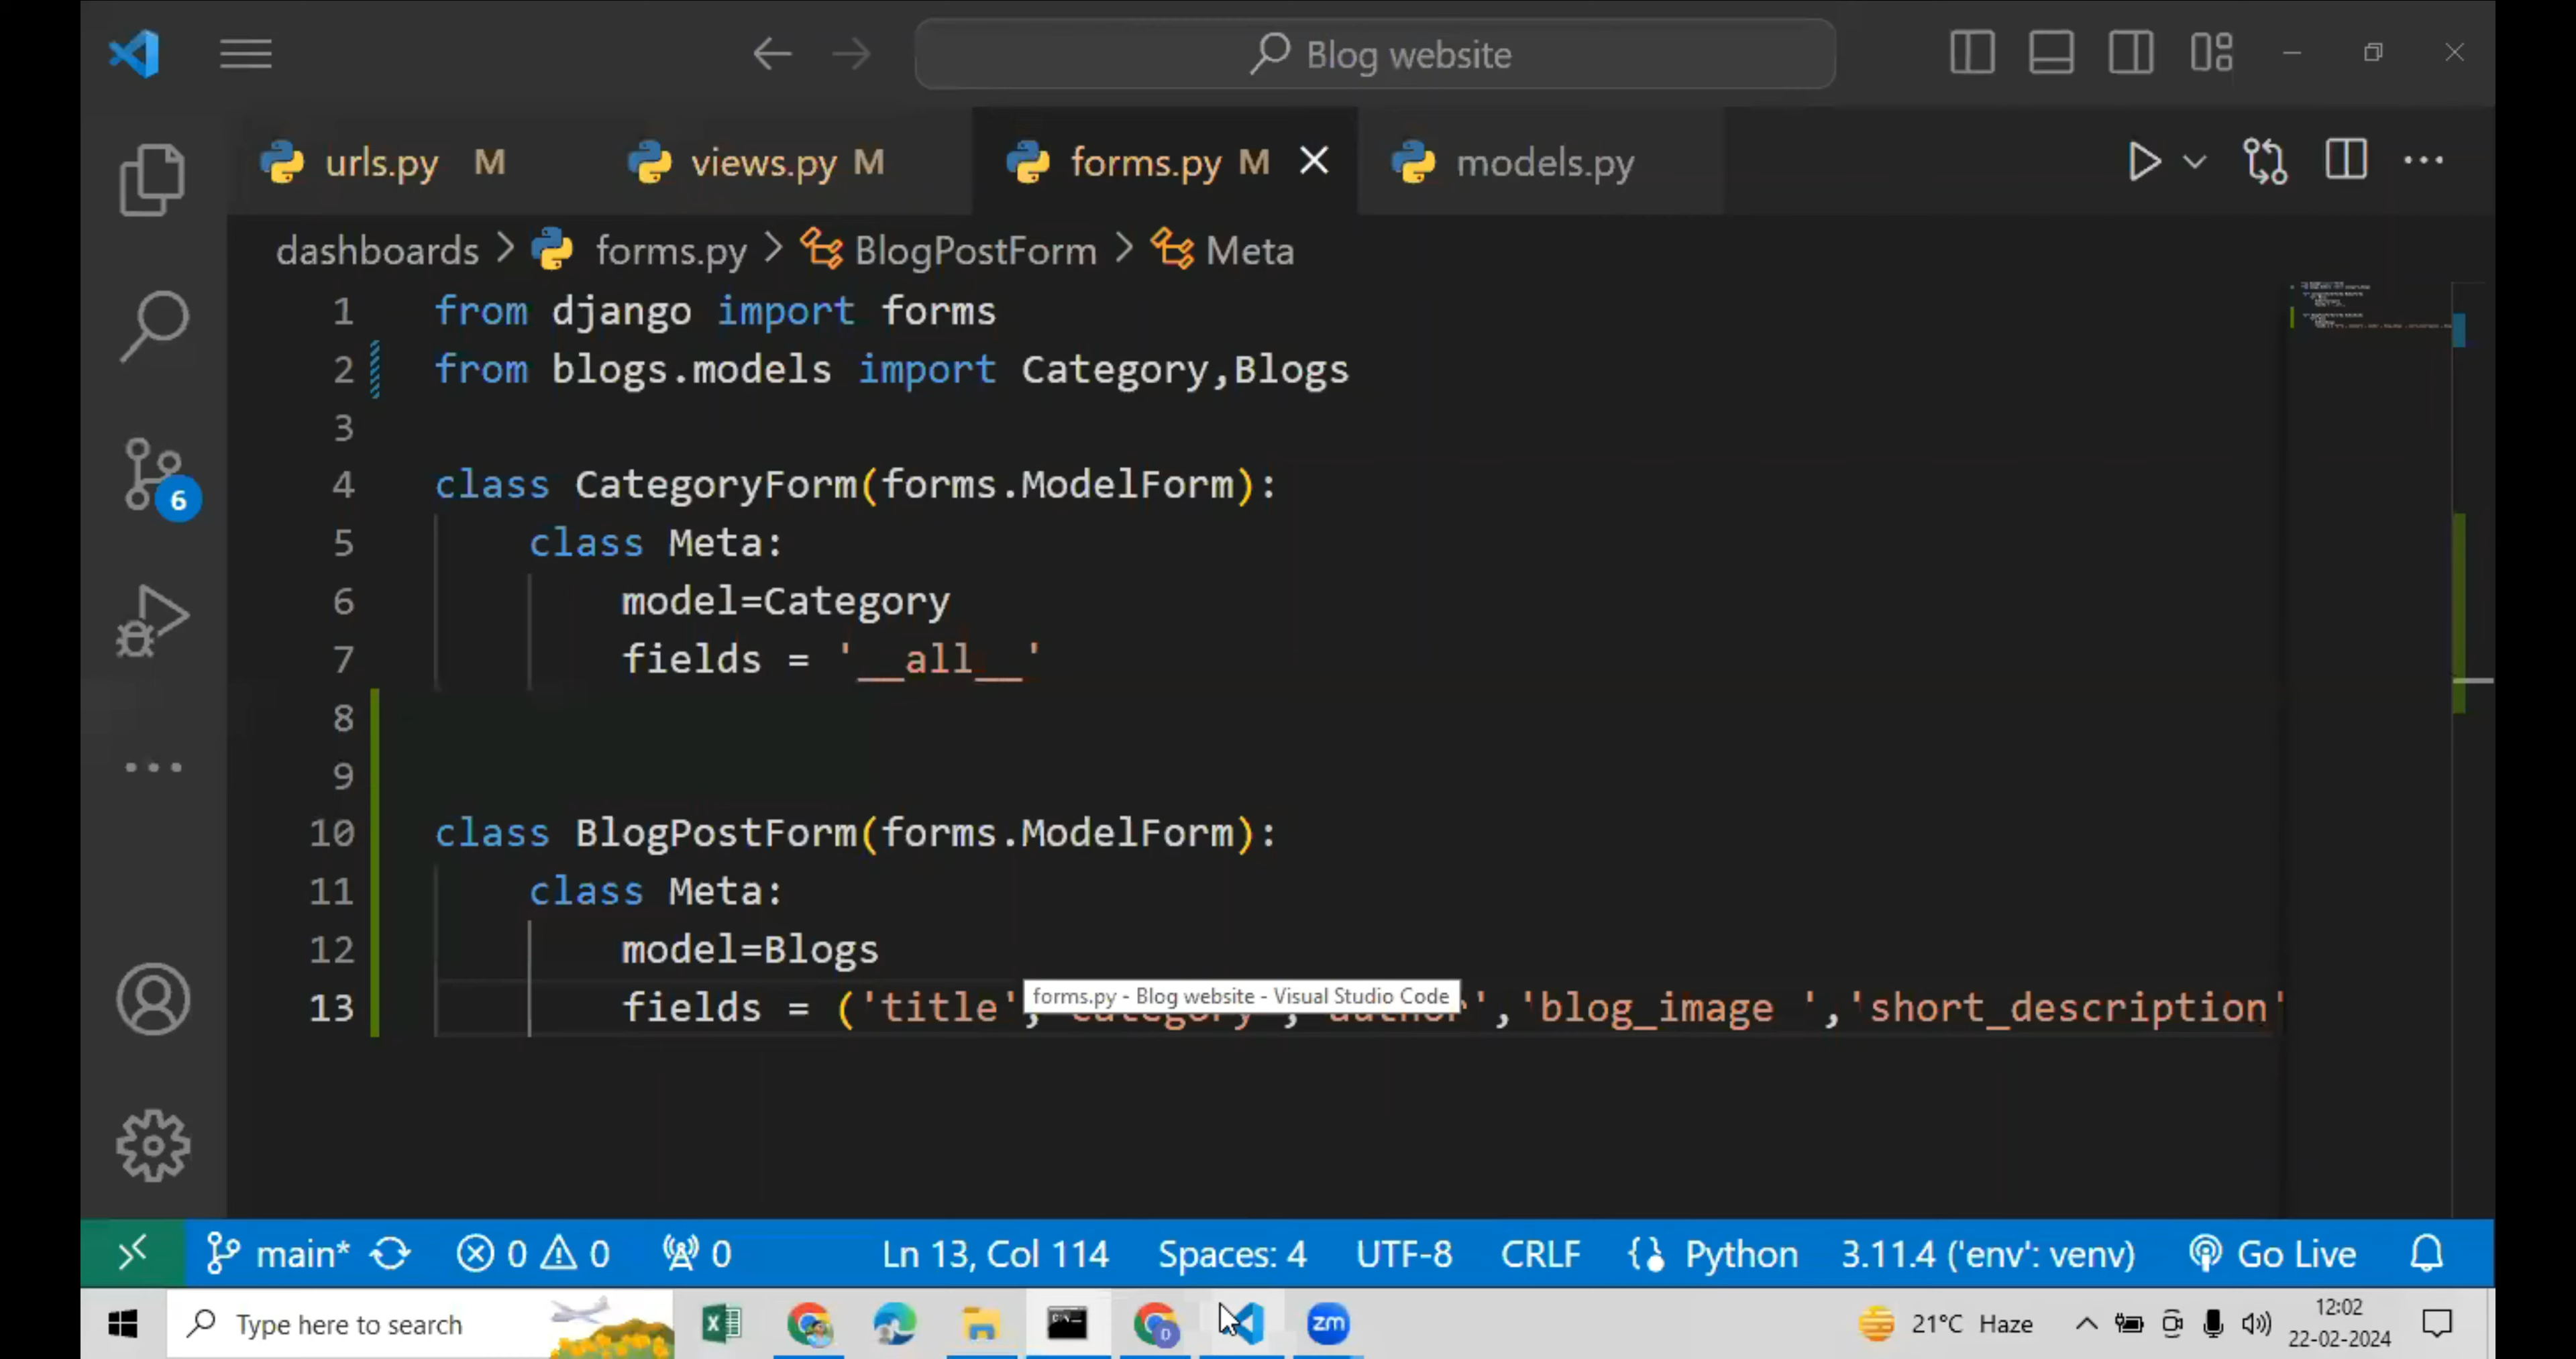 Blog website
urls.py M views.py M forms.py M models.py
dashboards > forms.py > BlogPostForm > Meta
1 from django import forms
2 from blogs.models import Category,Blogs
3
4 class CategoryForm(forms.ModelForm):
5 class Meta:
6 model=Category
7 fields = '__all__'
8
9
10 class BlogPostForm(forms.ModelForm):
11 class Meta:
12 model=Blogs
13 fields = ('title', 'category', 'author','blog_image ','short_description'
forms.py - Blog website - Visual Studio Code
6
main* 0 0 0 Ln 13, Col 114 Spaces: 4 UTF-8 CRLF Python 3.11.4 ('env': venv) Go Live
Type here to search D zm 21°C Haze 12:02
22-02-2024